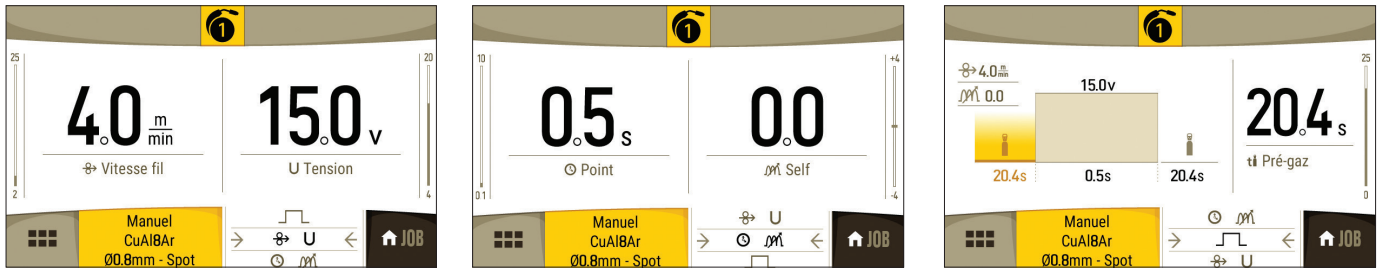 1
25
20
4.0 m/min
15.0 v
Vitesse fil
U Tension
2
4
Manuel
CuAl8Ar
Ø0.8mm - Spot
U
JOB
1
10
+4
0.5 s
0.0
Point
Self
0.1
-4
Manuel
CuAl8Ar
Ø0.8mm - Spot
U
JOB
1
4.0 m/min
0.0
15.0v
20.4s
0.5s
20.4s
25
20.4 s
t Pré-gaz
0
Manuel
CuAl8Ar
Ø0.8mm - Spot
U
JOB